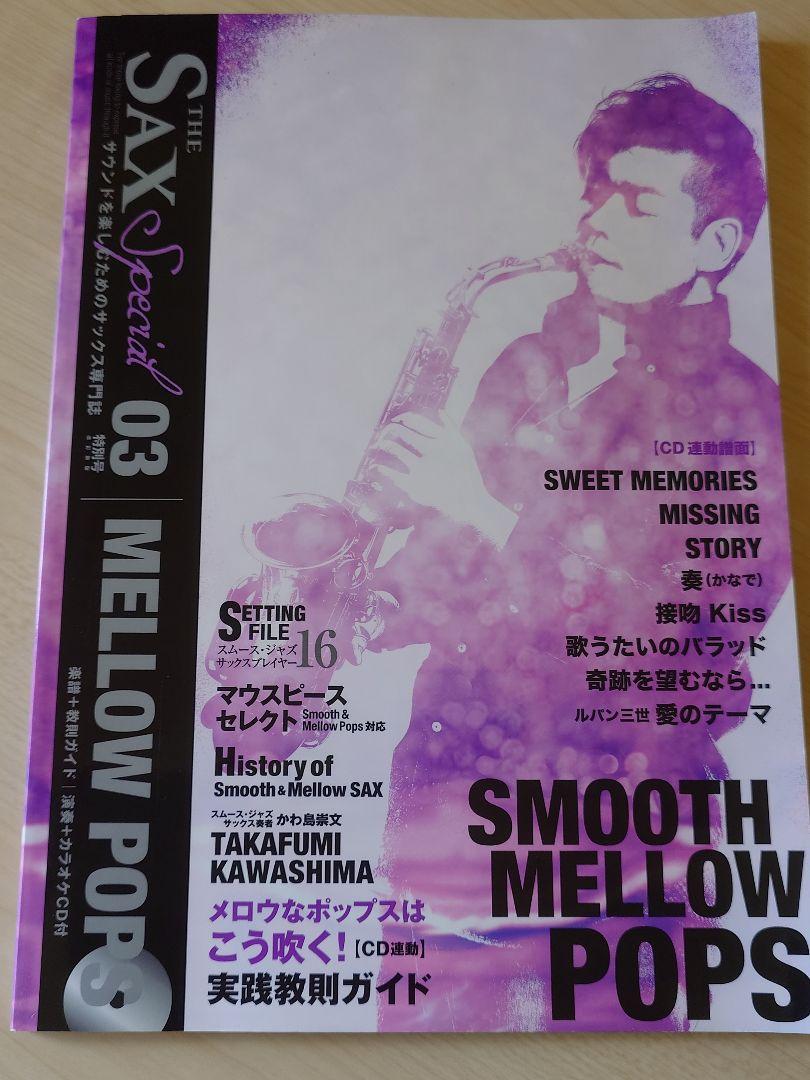 THE
SAX Special 03
サウンドを楽しむためのサックス専門誌
特別号
MELLOW POPS
楽譜+教則ガイド|演奏+カラオケCD付
【CD連動譜面】
SWEET MEMORIES
MISSING
STORY
奏(かなで)
接吻 Kiss
歌うたいのバラッド
奇跡を望むなら...
ルパン三世 愛のテーマ
SETTING
FILE
スムース・ジャズ
サックスプレイヤー16
マウスピース
セレクト Smooth &
Mellow Pops 対応
History of
Smooth & Mellow SAX
スムース・ジャズ
サックス奏者 かわ島崇文
TAKAFUMI
KAWASHIMA
メロウなポップスは
こう吹く!【CD連動】
実践教則ガイド
SMOOTH
MELLOW
POPS